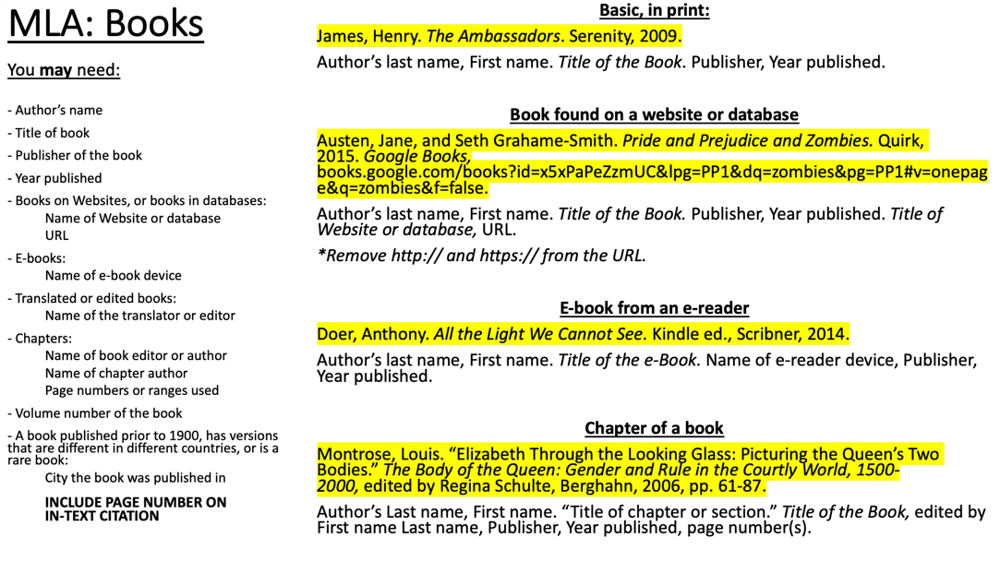 MLA: Books
You may need:
- Author's name
- Title of book
- Publisher of the book
- Year published
- Books on Websites, or books in databases:
Name of Website or database
URL
- E-books:
Name of e-book device
- Translated or edited books:
Name of the translator or editor
- Chapters:
Name of book editor or author
Name of chapter author
Page numbers or ranges used
- Volume number of the book
- A book published prior to 1900, has versions
that are different in different countries, or is a
rare book:
City the book was published in
INCLUDE PAGE NUMBER ON
IN-TEXT CITATION
Basic, in print:
James, Henry. The Ambassadors. Serenity, 2009.
Author's last name, First name. Title of the Book. Publisher, Year published.
Book found on a website or database
Austen, Jane, and Seth Grahame-Smith. Pride and Prejudice and Zombies. Quirk,
2015. Google Books,
books.google.com/books?id=x5xPaPeZzmUC&lpg=PP1&dq=zombies&pg=PP1#v=onepag
e&q=zombies&f=false.
Author's last name, First name. Title of the Book. Publisher, Year published. Title of
Website or database, URL.
*Remove http:// and https:// from the URL.
E-book from an e-reader
Doer, Anthony. All the Light We Cannot See. Kindle ed., Scribner, 2014.
Author's last name, First name. Title of the e-Book. Name of e-reader device, Publisher,
Year published.
Chapter of a book
Montrose, Louis. “Elizabeth Through the Looking Glass: Picturing the Queen's Two
Bodies.” The Body of the Queen: Gender and Rule in the Courtly World, 1500-
2000, edited by Regina Schulte, Berghahn, 2006, pp. 61-87.
Author's Last name, First name. “Title of chapter or section.” Title of the Book, edited by
First name Last name, Publisher, Year published, page number(s).